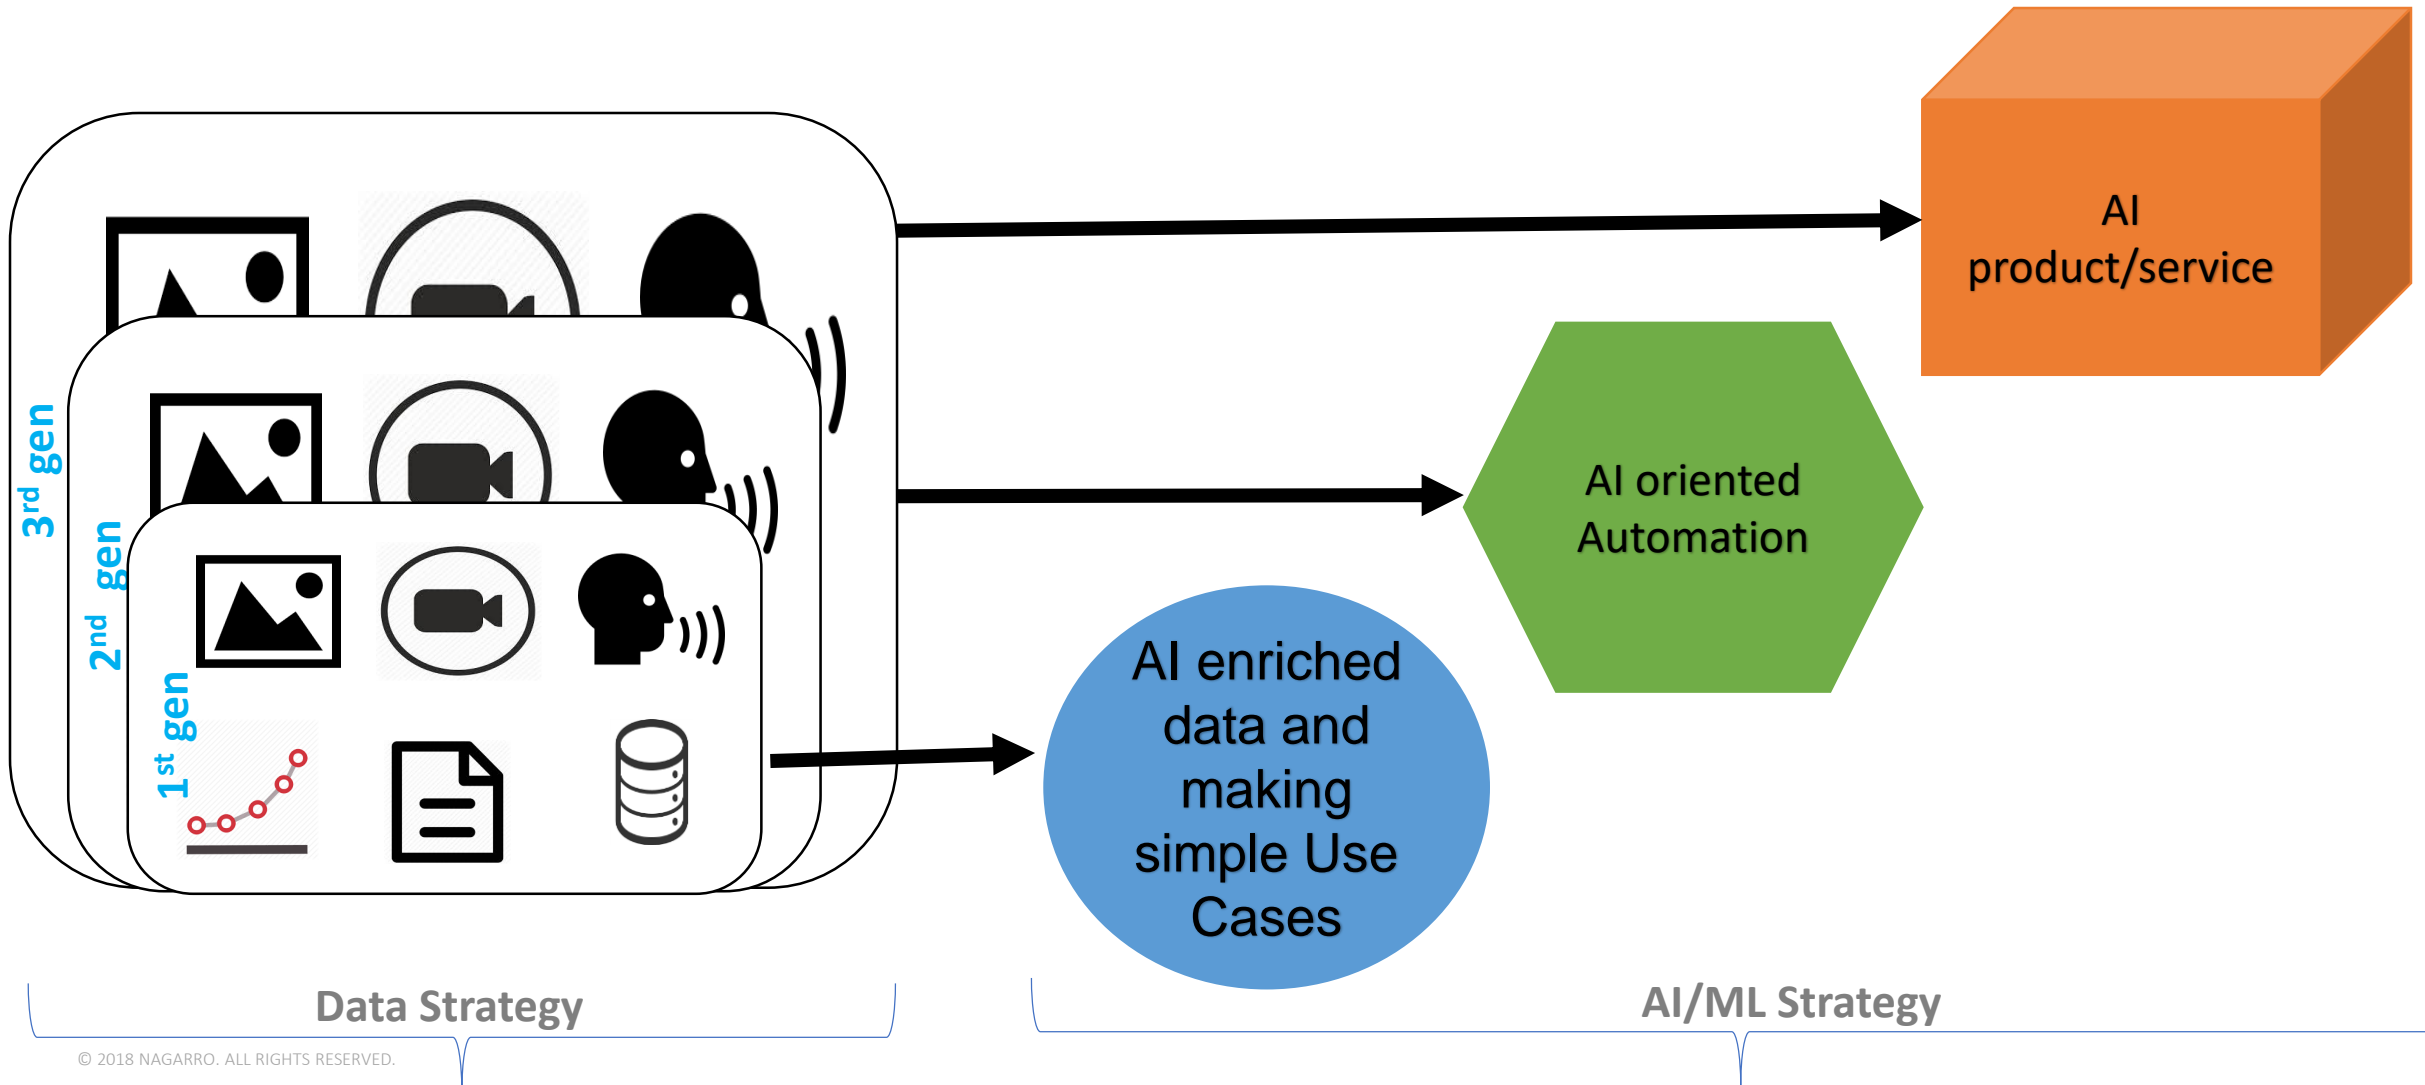 3rd gen
2nd gen
1st gen
AI
product/service
AI oriented
Automation
AI enriched
data and
making
simple Use
Cases
Data Strategy
AI/ML Strategy
© 2018 NAGARRO. ALL RIGHTS RESERVED.